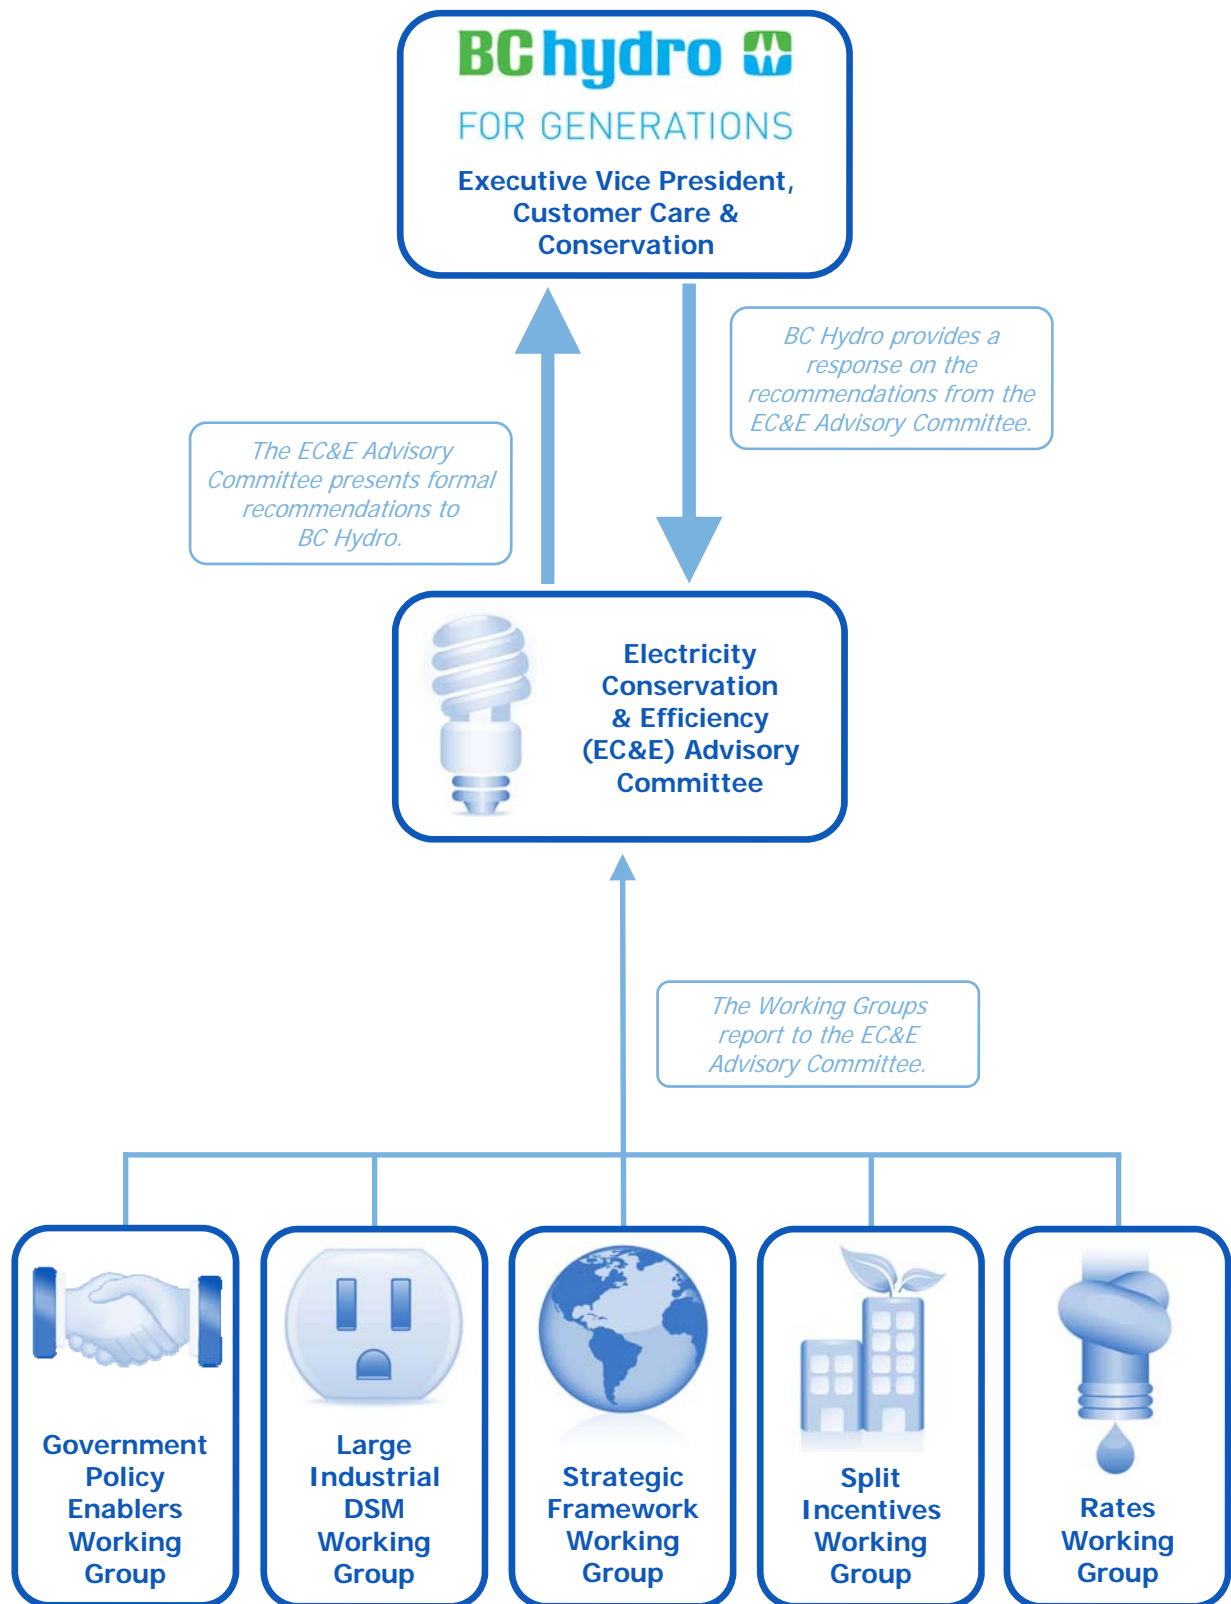 BC hydro
FOR GENERATIONS
Executive Vice President,
Customer Care &
Conservation
BC Hydro provides a
response on the
recommendations from the
EC&E Advisory Committee.
The EC&E Advisory
Committee presents formal
recommendations to
BC Hydro.
Electricity
Conservation
& Efficiency
(EC&E) Advisory
Committee
The Working Groups
report to the EC&E
Advisory Committee.
Government
Policy
Enablers
Working
Group
Large
Industrial
DSM
Working
Group
Strategic
Framework
Working
Group
Split
Incentives
Working
Group
Rates
Working
Group